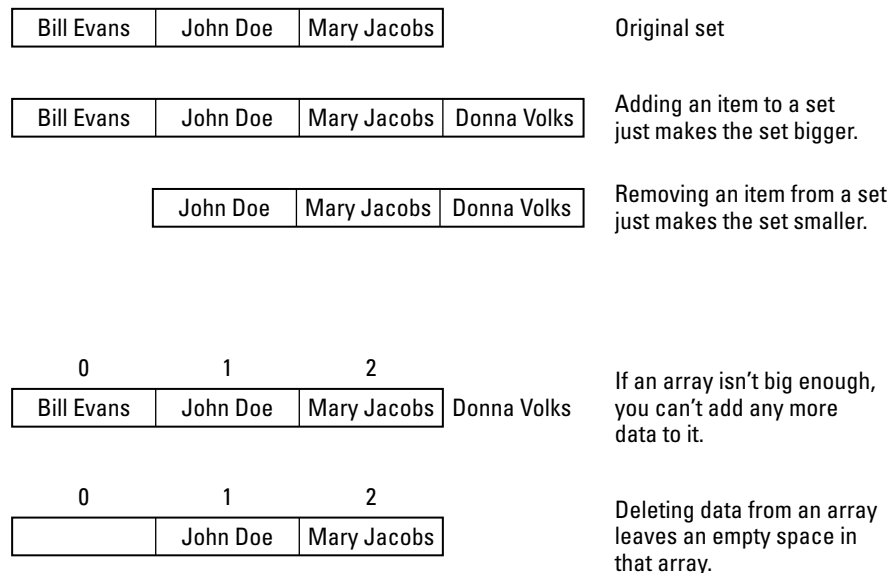 Bill Evans John Doe Mary Jacobs Original set
Bill Evans John Doe Mary Jacobs Donna Volks
Adding an item to a set
just makes the set bigger.
John Doe Mary Jacobs Donna Volks
Removing an item from a set
just makes the set smaller.
0 1 2
Bill Evans John Doe Mary Jacobs Donna Volks
If an array isn't big enough,
you can't add any more
data to it.
0 1 2
John Doe Mary Jacobs
Deleting data from an array
leaves an empty space in
that array.